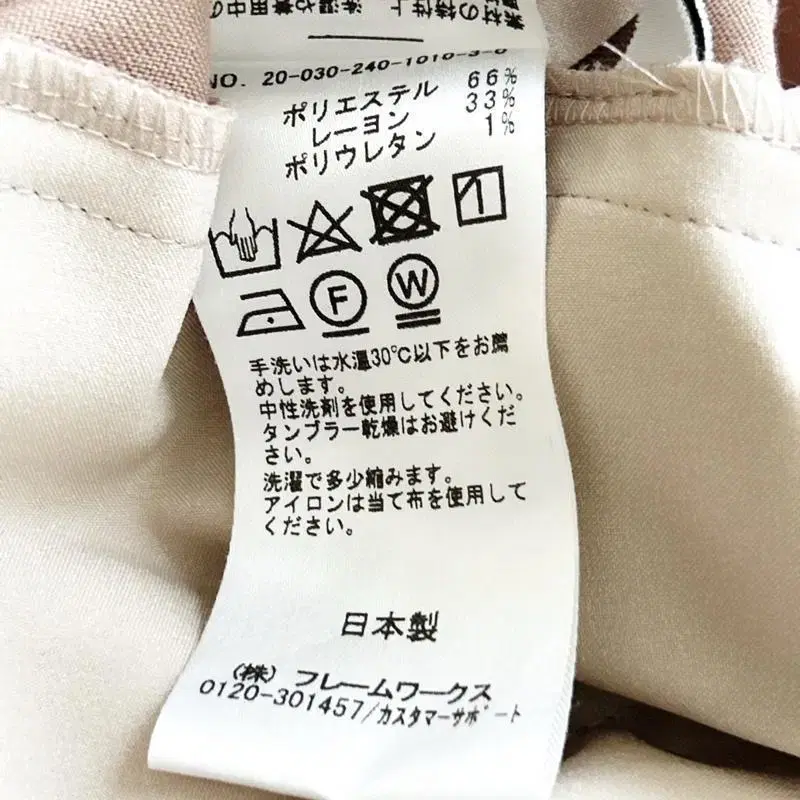 NO. 20-030-240-1010-3-0
ポリエステル 66%
レーヨン 33%
ポリウレタン 1%
F W
手洗いは水温30℃以下をお薦
めします。
中性洗剤を使用してください。
タンブラー乾燥はお避けくだ
さい。
洗濯で多少縮みます。
アイロンは当て布を使用して
ください。
日本製
(株) フレームワークス
0120-301457/カスタマーサポート